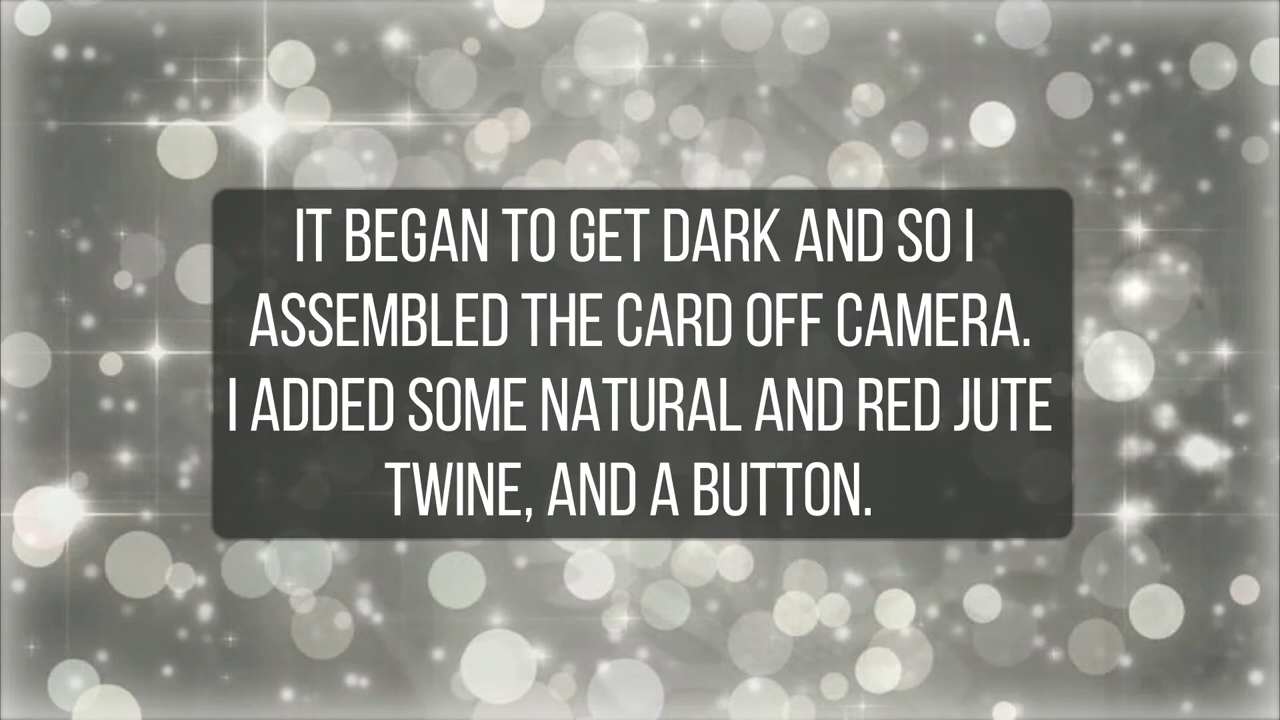 IT BEGAN TO GET DARK AND SO I
ASSEMBLED THE CARD OFF CAMERA.
I ADDED SOME NATURAL AND RED JUTE
TWINE, AND A BUTTON.